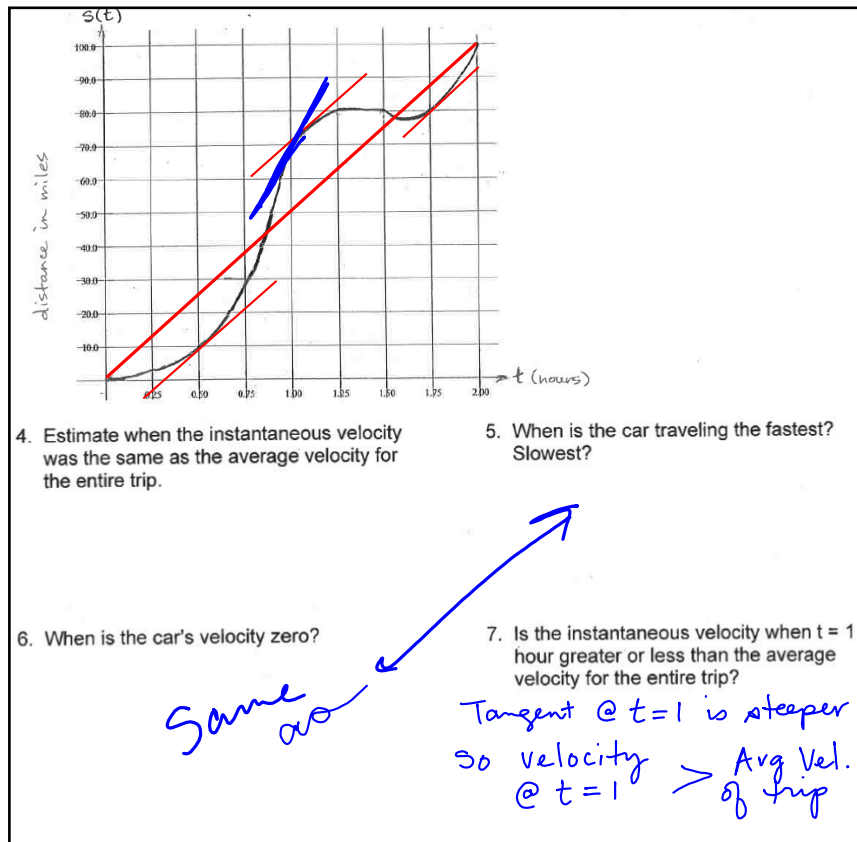 S(t)
100.0
90.0
80.0
70.0
60.0
50.0
40.0
30.0
20.0
10.0
distance in miles
0.25 0.50 0.75 1.00 1.25 1.50 1.75 2.00
t (hours)
4. Estimate when the instantaneous velocity
was the same as the average velocity for
the entire trip.
5. When is the car traveling the fastest?
Slowest?
6. When is the car's velocity zero?
Same
as
7. Is the instantaneous velocity when t = 1
hour greater or less than the average
velocity for the entire trip?
Tangent @ t=1 is steeper
so velocity > Avg Vel.
@ t=1 of trip